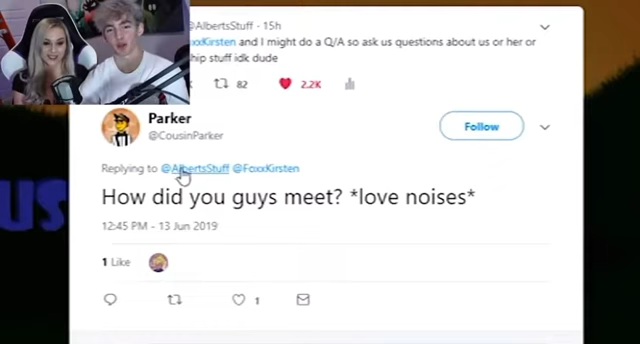 @AlbertsStuff · 15h
oxxKirsten and I might do a Q/A so ask us questions about us or her or
hip stuff idk dude
82
2.2K
Parker
@CousinParker
Follow
Replying to @AlbertsStuff @FoxxKirsten
How did you guys meet? *love noises*
12:45 PM - 13 Jun 2019
1 Like
1
US